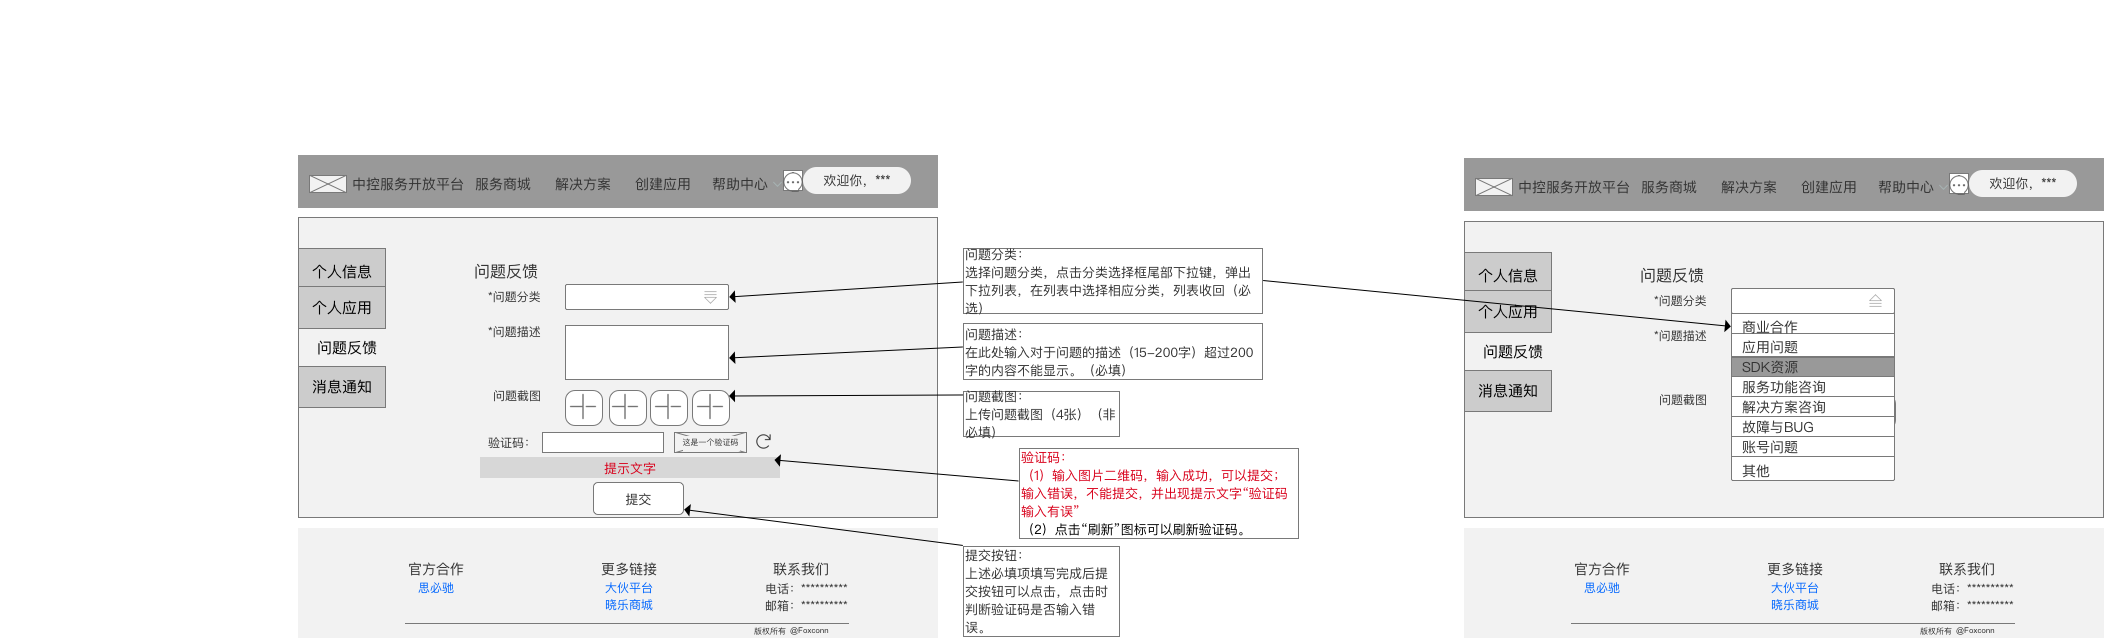 中控服务开放平台 服务商城 解决方案 创建应用 帮助中心 欢迎你，***
个人信息
个人应用
问题反馈
消息通知
问题反馈
*问题分类
*问题描述
问题截图
验证码：
这是一个验证码
提示文字
提交
官方合作
思必驰
更多链接
大伙平台
晓乐商城
联系我们
电话：**********
邮箱：**********
版权所有 @Foxconn
问题分类：
选择问题分类，点击分类选择框尾部下拉键，弹出
下拉列表，在列表中选择相应分类，列表收回（必
选）
问题描述：
在此处输入对于问题的描述（15-200字）超过200
字的内容不能显示。（必填）
问题截图：
上传问题截图（4张）（非
必填）
验证码：
（1）输入图片二维码，输入成功，可以提交；
输入错误，不能提交，并出现提示文字“验证码
输入有误”
（2）点击“刷新”图标可以刷新验证码。
提交按钮：
上述必填项填写完成后提
交按钮可以点击，点击时
判断验证码是否输入错
误。
中控服务开放平台 服务商城 解决方案 创建应用 帮助中心 欢迎你，***
个人信息
个人应用
问题反馈
消息通知
问题反馈
*问题分类
*问题描述
问题截图
商业合作
应用问题
SDK资源
服务功能咨询
解决方案咨询
故障与BUG
账号问题
其他
官方合作
思必驰
更多链接
大伙平台
晓乐商城
联系我们
电话：**********
邮箱：**********
版权所有 @Foxconn